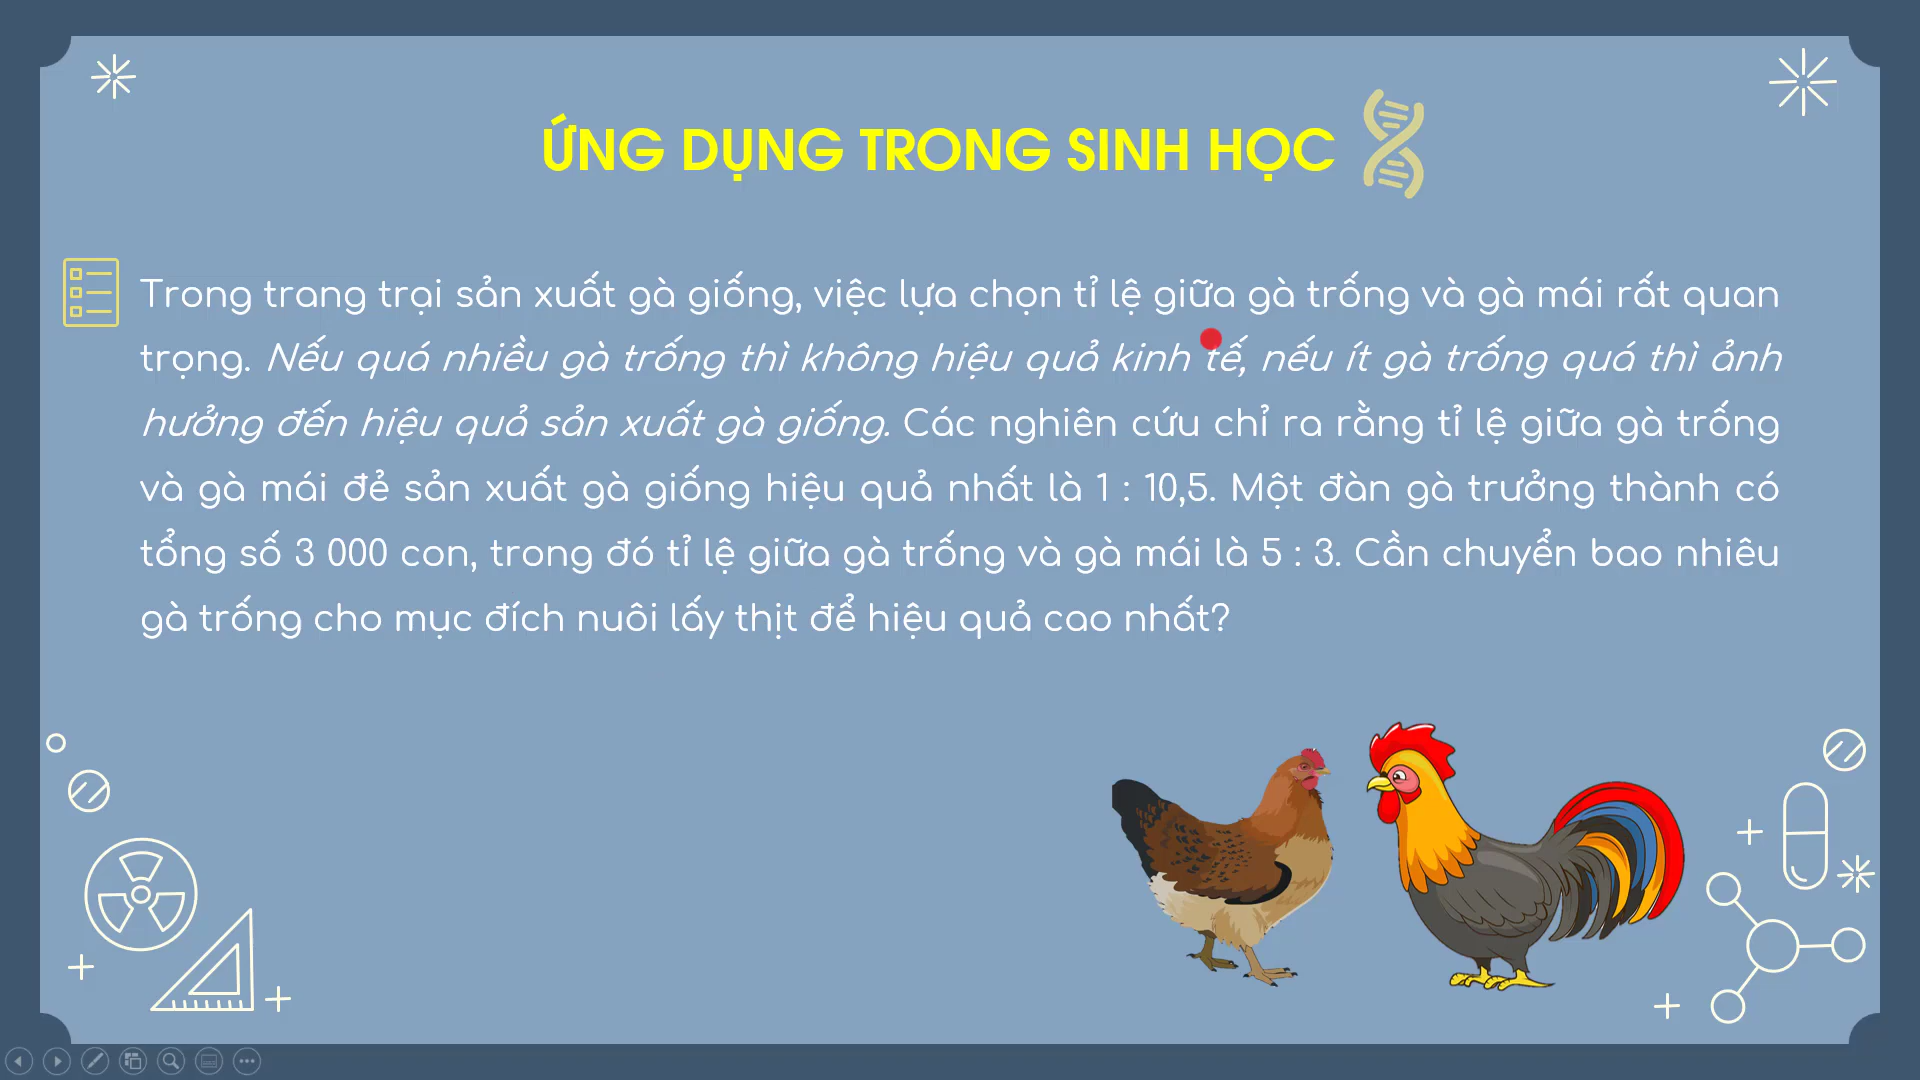 ỨNG DỤNG TRONG SINH HỌC
Trong trang trại sản xuất gà giống, việc lựa chọn tỉ lệ giữa gà trống và gà mái rất quan
trọng. Nếu quá nhiều gà trống thì không hiệu quả kinh tế, nếu ít gà trống quá thì ảnh
hưởng đến hiệu quả sản xuất gà giống. Các nghiên cứu chỉ ra rằng tỉ lệ giữa gà trống
và gà mái đẻ sản xuất gà giống hiệu quả nhất là 1 : 10,5. Một đàn gà trưởng thành có
tổng số 3 000 con, trong đó tỉ lệ giữa gà trống và gà mái là 5 : 3. Cần chuyển bao nhiêu
gà trống cho mục đích nuôi lấy thịt để hiệu quả cao nhất?